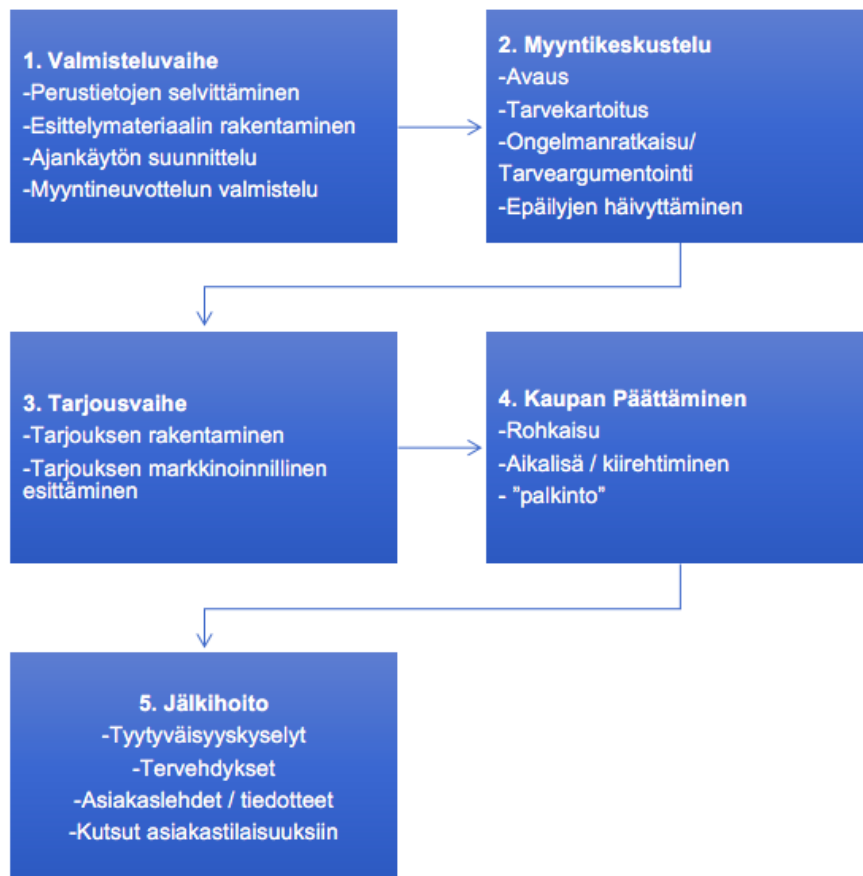 1. Valmisteluvaihe
-Perustietojen selvittäminen
-Esittelymateriaalin rakentaminen
-Ajankäytön suunnittelu
-Myyntineuvottelun valmistelu
2. Myyntikeskustelu
-Avaus
-Tarvekartoitus
-Ongelmanratkaisu/
Tarveargumentointi
-Epäilyjen häivyttäminen
3. Tarjousvaihe
-Tarjouksen rakentaminen
-Tarjouksen markkinoinnillinen
esittäminen
4. Kaupan Päättäminen
-Rohkaisu
-Aikalisä / kiirehtiminen
- ”palkinto”
5. Jälkihoito
-Tyytyväisyyskyselyt
-Tervehdykset
-Asiakaslehdet / tiedotteet
-Kutsut asiakastilaisuuksiin